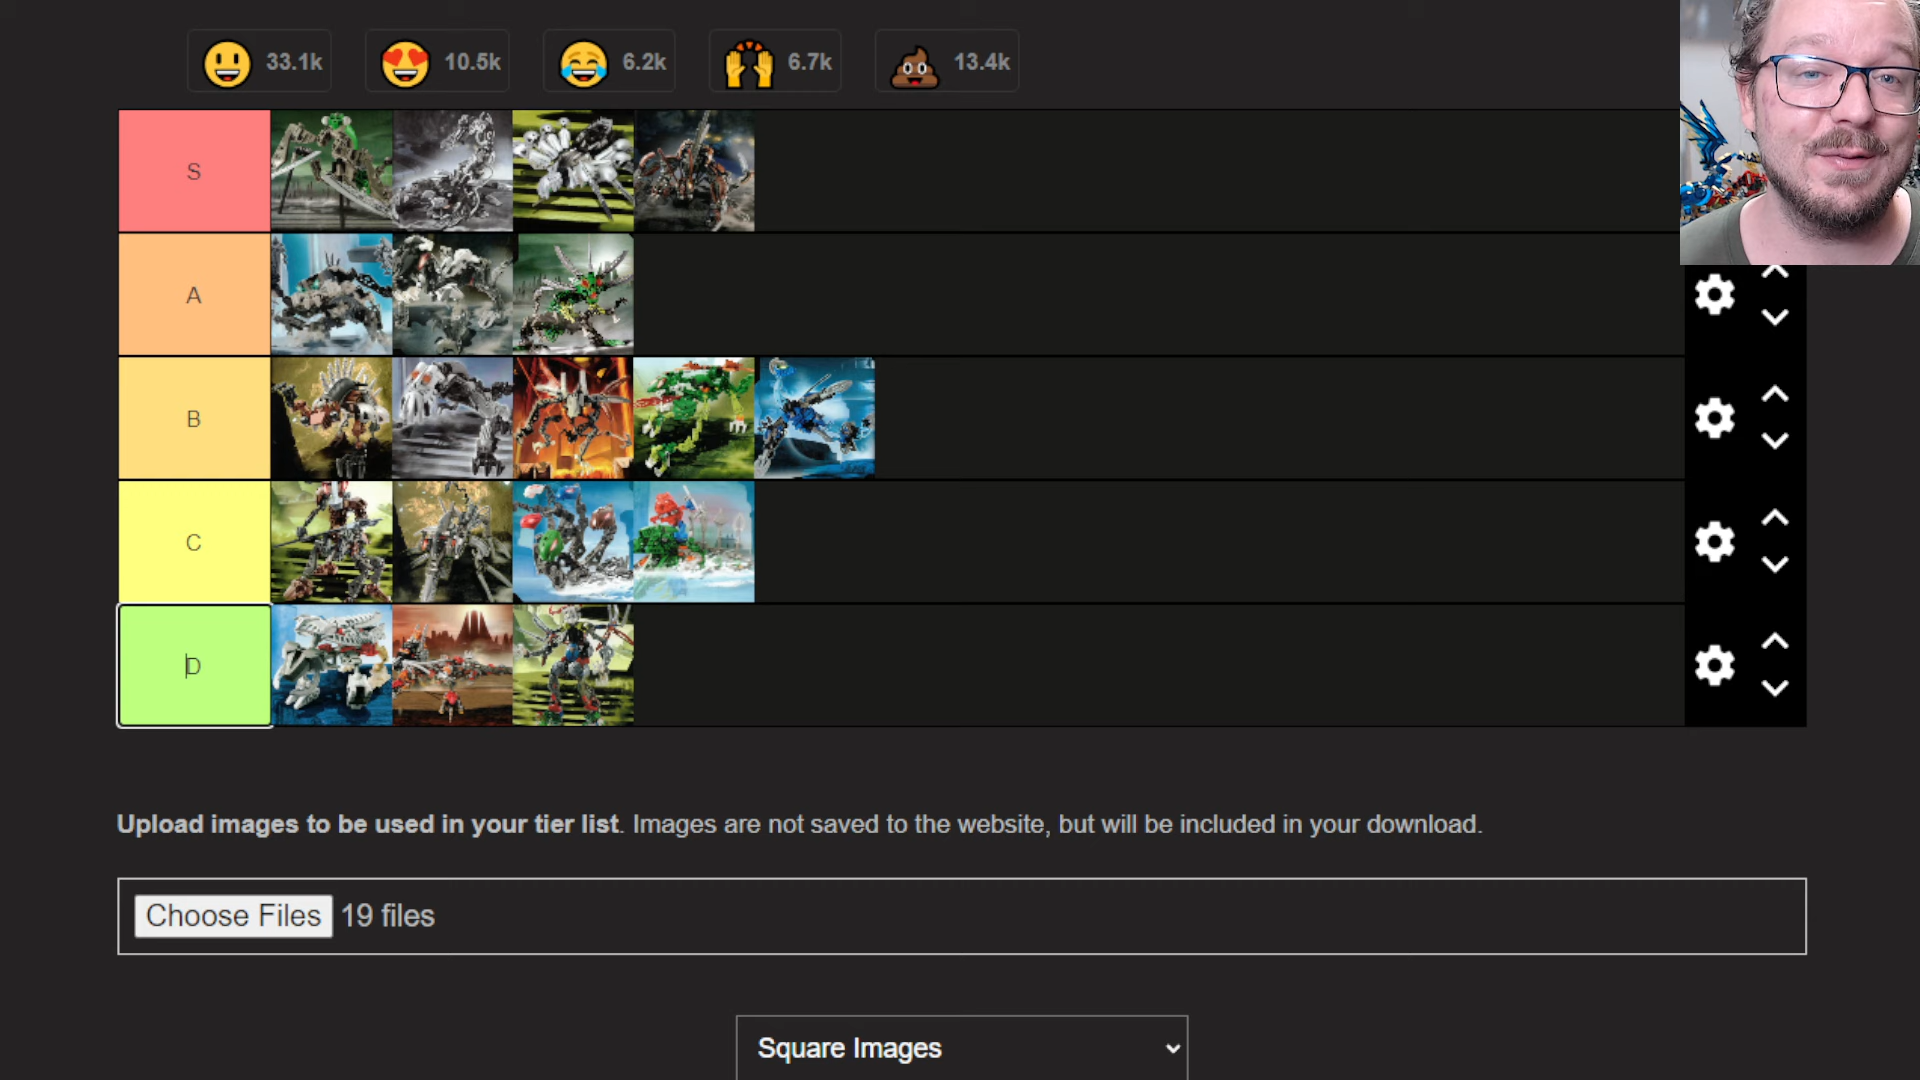 33.1k 10.5k 6.2k 6.7k 13.4k
S
A
B
C
D
Upload images to be used in your tier list. Images are not saved to the website, but will be included in your download.
Choose Files 19 files
Square Images